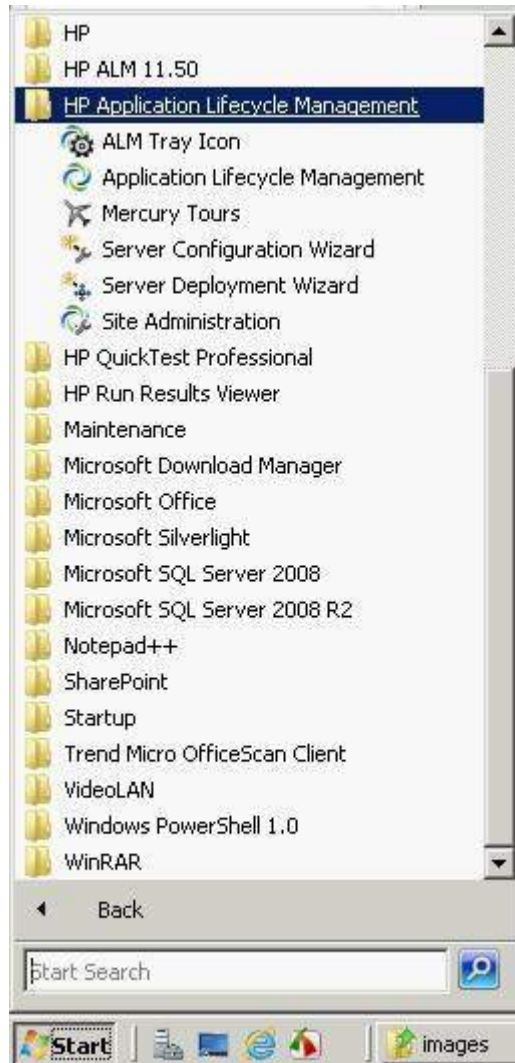 HP
HP ALM 11.50
HP Application Lifecycle Management
ALM Tray Icon
Application Lifecycle Management
Mercury Tours
Server Configuration Wizard
Server Deployment Wizard
Site Administration
HP QuickTest Professional
HP Run Results Viewer
Maintenance
Microsoft Download Manager
Microsoft Office
Microsoft Silverlight
Microsoft SQL Server 2008
Microsoft SQL Server 2008 R2
Notepad++
SharePoint
Startup
Trend Micro OfficeScan Client
VideoLAN
Windows PowerShell 1.0
WinRAR
Back
Start Search
Start images